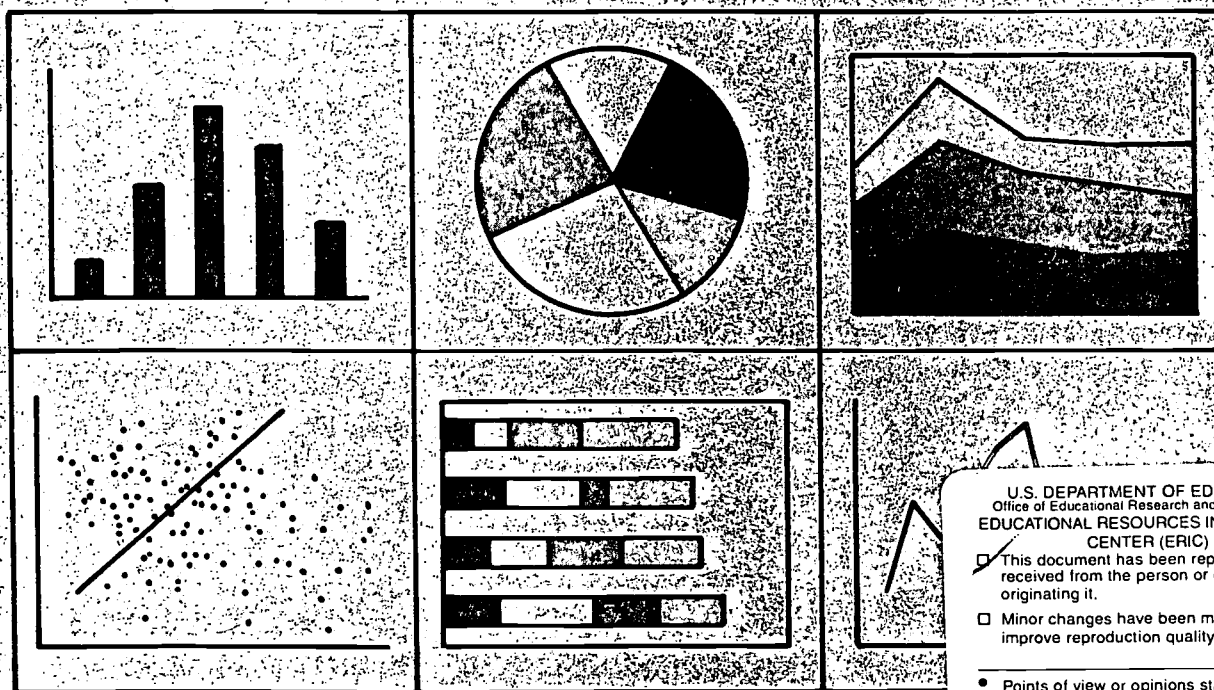 U.S. DEPARTMENT OF ED
Office of Educational Research and
EDUCATIONAL RESOURCES IN
CENTER (ERIC)
□ This document has been rep
received from the person or
originating it.
□ Minor changes have been m
improve reproduction quality
• Points of view or opinions st